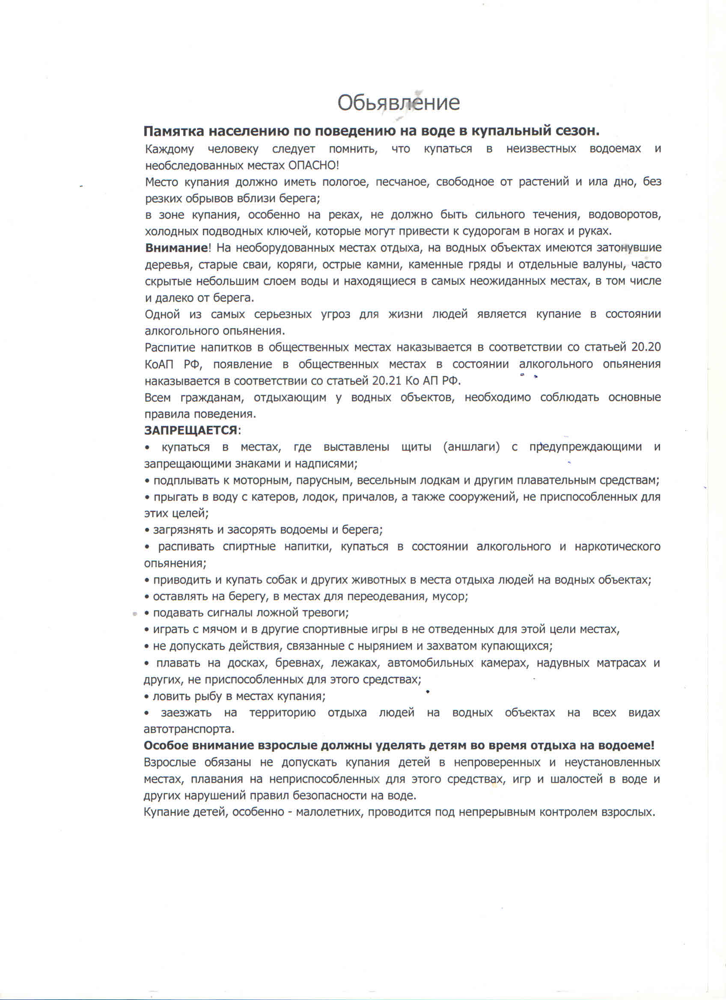 Обьявление
Памятка населению по поведению на воде в купальный сезон.
Каждому человеку следует помнить, что купаться в неизвестных водоемах и
необследованных местах ОПАСНО!
Место купания должно иметь пологое, песчаное, свободное от растений и ила дно, без
резких обрывов вблизи берега;
в зоне купания, особенно на реках, не должно быть сильного течения, водоворотов,
холодных подводных ключей, которые могут привести к судорогам в ногах и руках.
Внимание! На необорудованных местах отдыха, на водных объектах имеются затонувшие
деревья, старые сваи, коряги, острые камни, каменные гряды и отдельные валуны, часто
скрытые небольшим слоем воды и находящиеся в самых неожиданных местах, в том числе
и далеко от берега.
Одной из самых серьезных угроз для жизни людей является купание в состоянии
алкогольного опьянения.
Распитие напитков в общественных местах наказывается в соответствии со статьей 20.20
КоАП РФ, появление в общественных местах в состоянии алкогольного опьянения
наказывается в соответствии со статьей 20.21 Ко АП РФ.
Всем гражданам, отдыхающим у водных объектов, необходимо соблюдать основные
правила поведения.
ЗАПРЕЩАЕТСЯ:
• купаться в местах, где выставлены щиты (аншлаги) с предупреждающими и
запрещающими знаками и надписями;
• подплывать к моторным, парусным, весельным лодкам и другим плавательным средствам;
• прыгать в воду с катеров, лодок, причалов, а также сооружений, не приспособленных для
этих целей;
• загрязнять и засорять водоемы и берега;
• распивать спиртные напитки, купаться в состоянии алкогольного и наркотического
опьянения;
• приводить и купать собак и других животных в места отдыха людей на водных объектах;
• оставлять на берегу, в местах для переодевания, мусор;
• подавать сигналы ложной тревоги;
• играть с мячом и в другие спортивные игры в не отведенных для этой цели местах,
• не допускать действия, связанные с нырянием и захватом купающихся;
• плавать на досках, бревнах, лежаках, автомобильных камерах, надувных матрасах и
других, не приспособленных для этого средствах;
• ловить рыбу в местах купания;
• заезжать на территорию отдыха людей на водных объектах на всех видах
автотранспорта.
Особое внимание взрослые должны уделять детям во время отдыха на водоеме!
Взрослые обязаны не допускать купания детей в непроверенных и неустановленных
местах, плавания на неприспособленных для этого средствах, игр и шалостей в воде и
других нарушений правил безопасности на воде.
Купание детей, особенно - малолетних, проводится под непрерывным контролем взрослых.